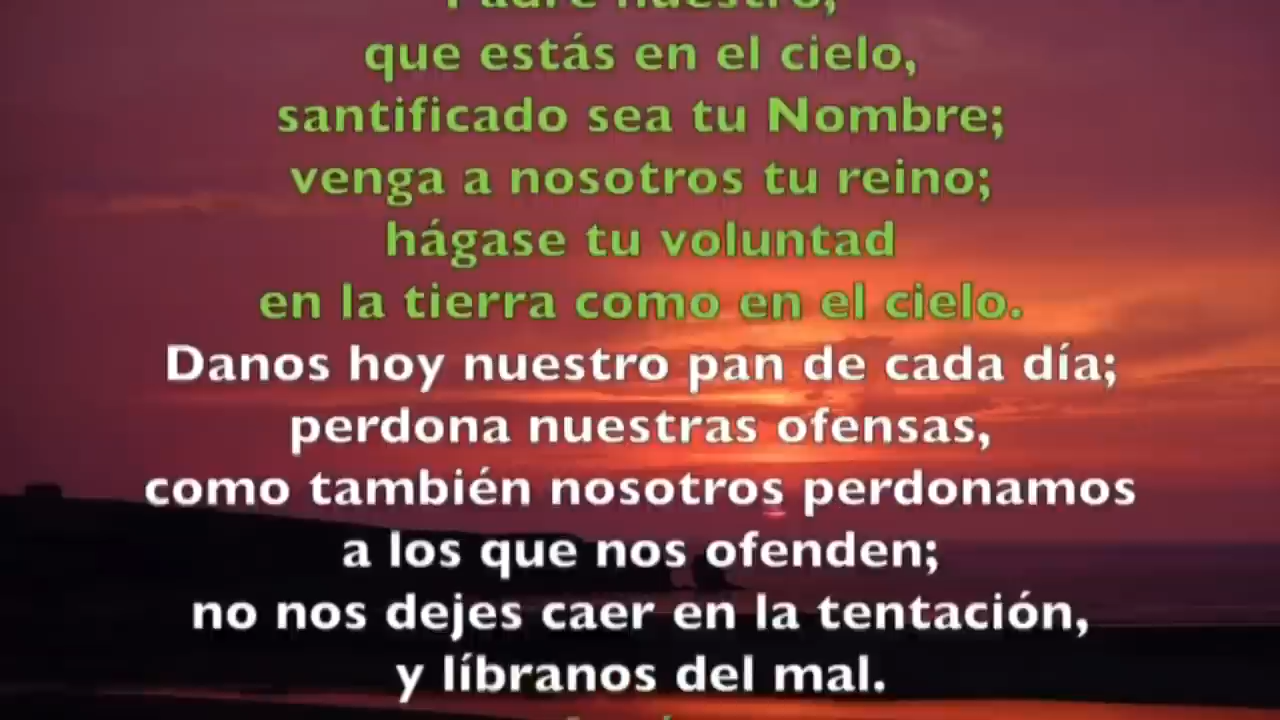 Padre nuestro,
que estás en el cielo,
santificado sea tu Nombre;
venga a nosotros tu reino;
hágase tu voluntad
en la tierra como en el cielo.
Danos hoy nuestro pan de cada día;
perdona nuestras ofensas,
como también nosotros perdonamos
a los que nos ofenden;
no nos dejes caer en la tentación,
y líbranos del mal.